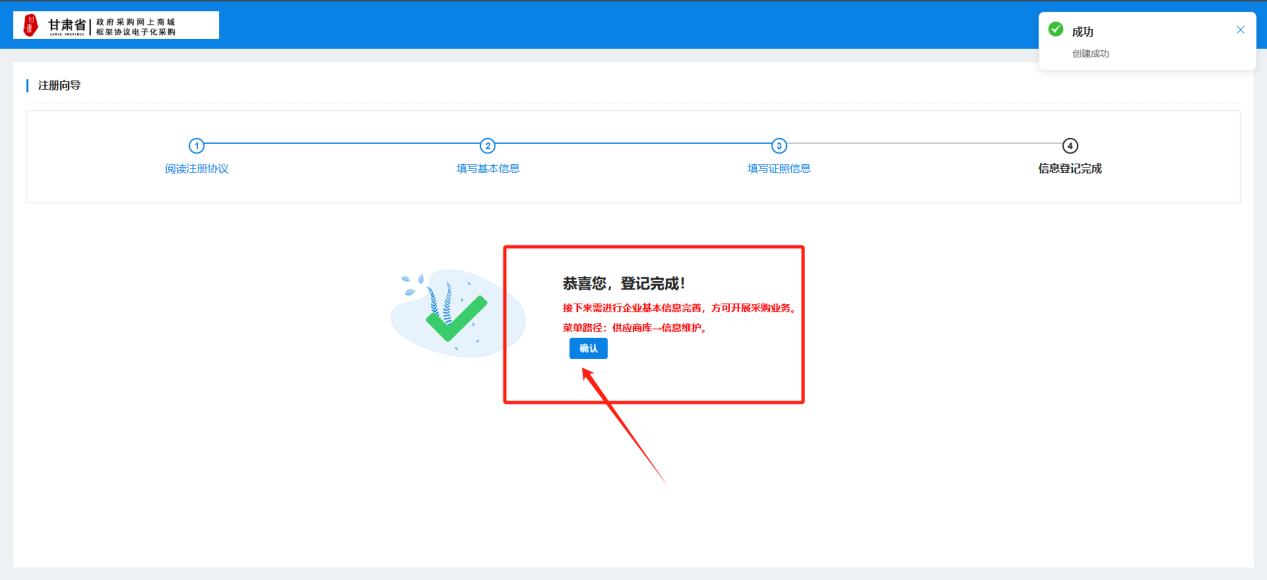 甘肃
甘肃省
GANSU PROVINCE
政府采购网上商城
框架协议电子化采购
成功
创建成功
注册向导
1
2
3
4
阅读注册协议
填写基本信息
填写证照信息
信息登记完成
恭喜您，登记完成！
接下来需进行企业基本信息完善，方可开展采购业务。
菜单路径：供应商库→信息维护。
确认